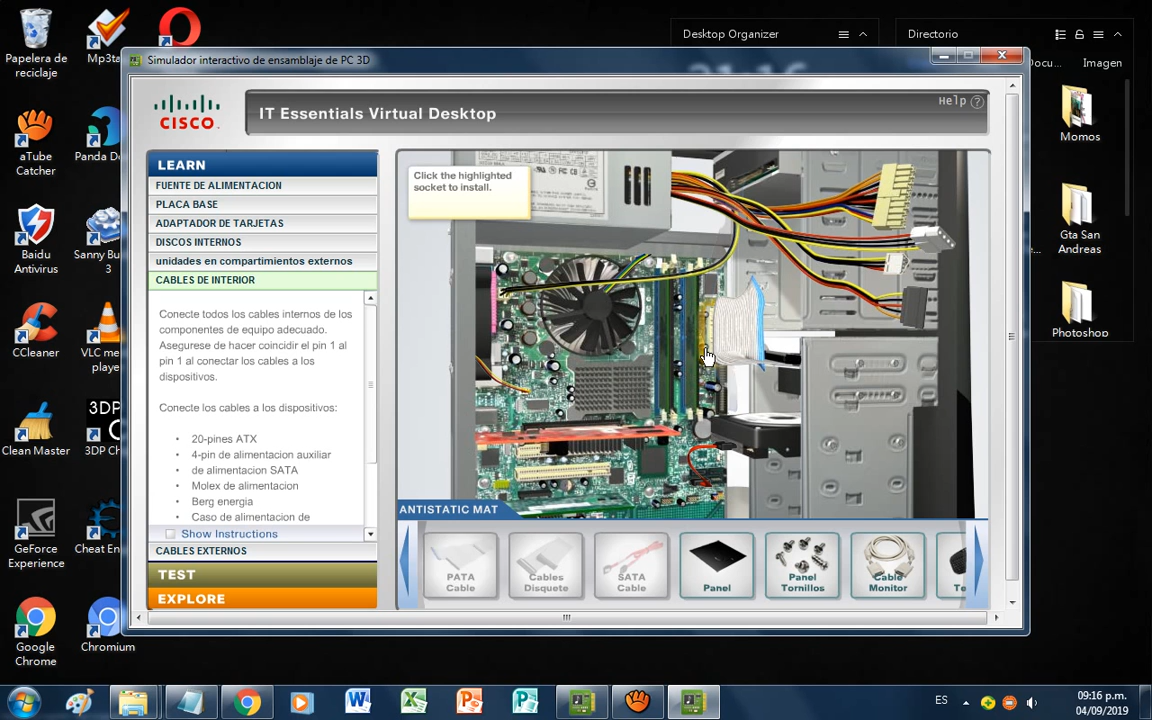 Papelera de
reciclaje
Mp3ta
Desktop Organizer
Directorio
Simulador interactivo de ensamblaje de PC 3D
Imagen
CISCO
IT Essentials Virtual Desktop
Help ?
Momos
aTube
Catcher
Panda
LEARN
FUENTE DE ALIMENTACION
PLACA BASE
ADAPTADOR DE TARJETAS
DISCOS INTERNOS
unidades en compartimientos externos
CABLES DE INTERIOR
Click the highlighted
socket to install.
Baidu
Antivirus
Sanny Bu
3
Gta San
Andreas
Conecte todos los cables internos de los
componentes de equipo adecuado.
Asegurese de hacer coincidir el pin 1 al
pin 1 al conectar los cables a los
dispositivos.
CCleaner
VLC me
player
Photoshop
Conecte los cables a los dispositivos:
• 20-pines ATX
• 4-pin de alimentacion auxiliar
• de alimentacion SATA
• Molex de alimentacion
• Berg energia
• Caso de alimentacion de
Clean Master
3DP
3DP Ch
Show Instructions
CABLES EXTERNOS
TEST
EXPLORE
ANTISTATIC MAT
PATA
Cable
Cables
Disquete
SATA
Cable
Panel
Panel
Tornillos
Cable
Monitor
Te
GeForce
Experience
Cheat En
Google
Chrome
Chromium
ES
09:16 p.m.
04/09/2019